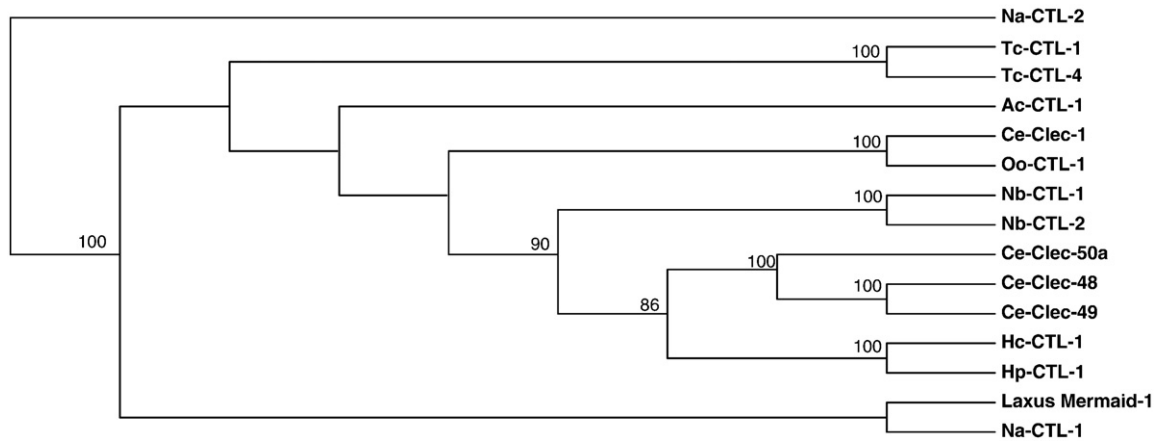 Na-CTL-2
100 Tc-CTL-1
Tc-CTL-4
Ac-CTL-1
100 Ce-Clec-1
Oo-CTL-1
100 Nb-CTL-1
Nb-CTL-2
100 90 100 Ce-Clec-50a
100 Ce-Clec-48
86 Ce-Clec-49
100 Hc-CTL-1
Hp-CTL-1
Laxus Mermaid-1
Na-CTL-1